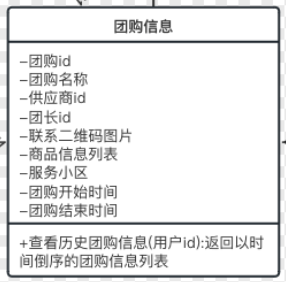 团购信息
-团购id
-团购名称
-供应商id
-团长id
-联系二维码图片
-商品信息列表
-服务小区
-团购开始时间
-团购结束时间
+查看历史团购信息(用户id):返回以时
间倒序的团购信息列表